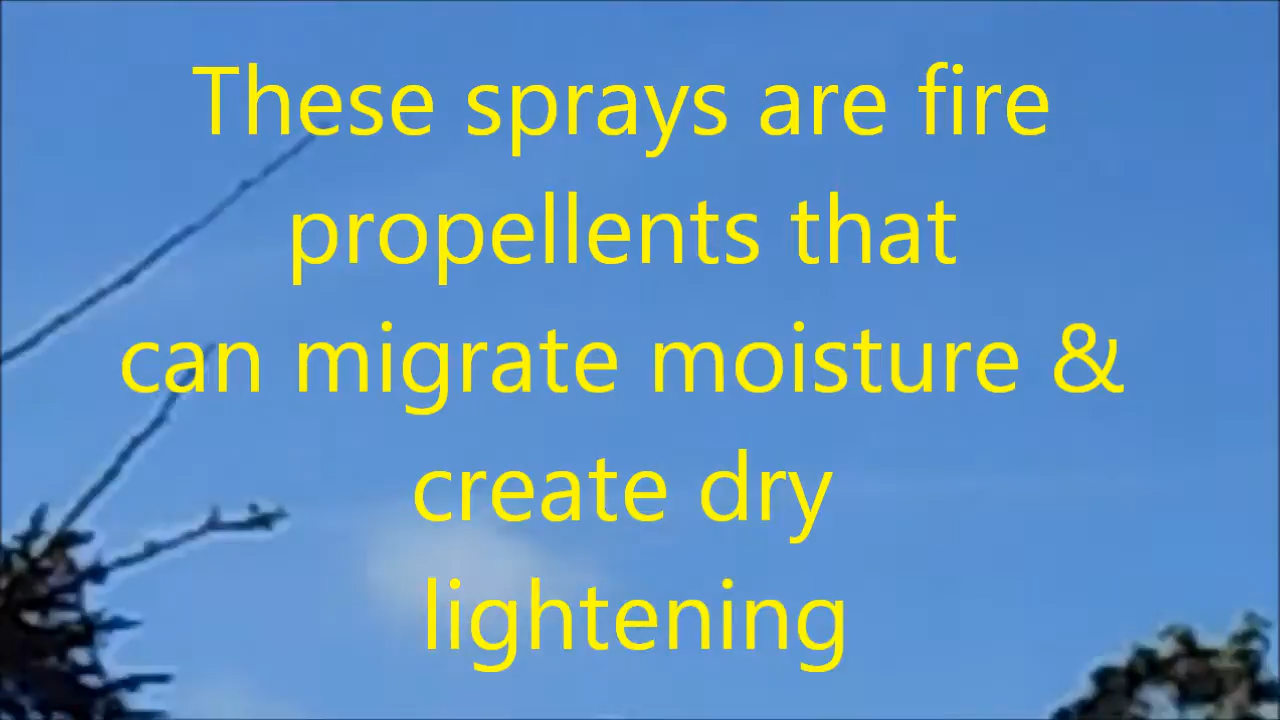 These sprays are fire
propellents that
can migrate moisture &
create dry
lightening